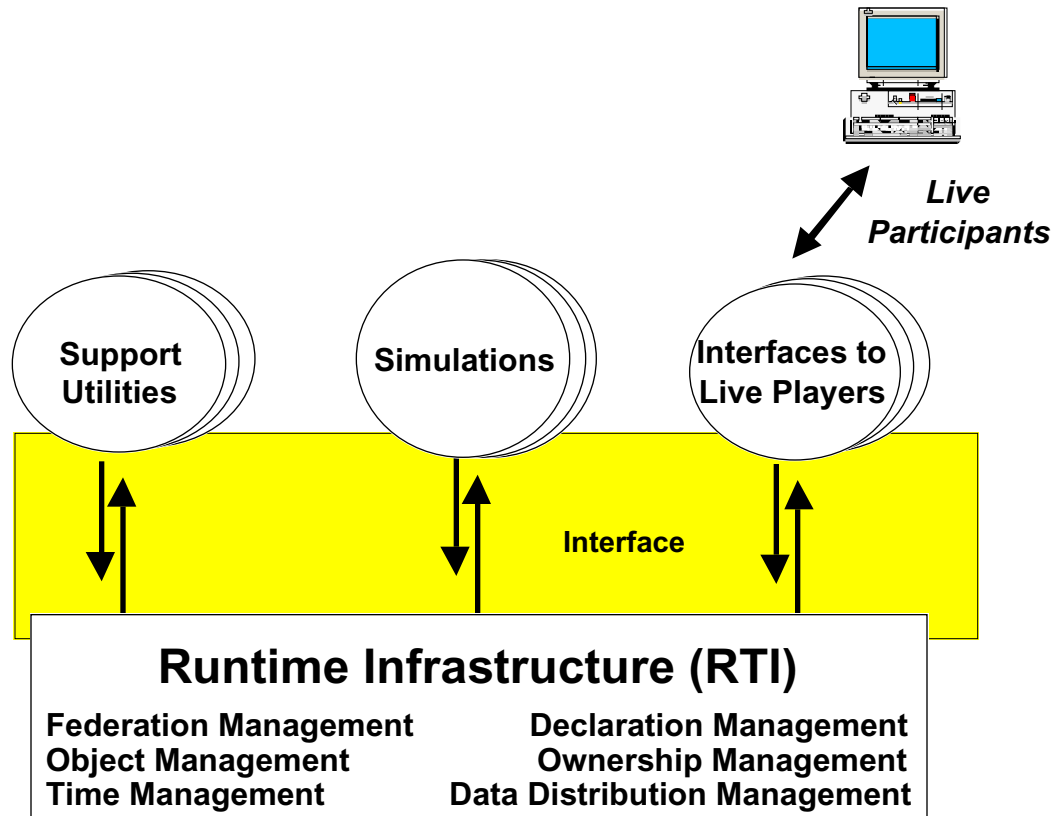 Live
Participants
Support
Utilities
Simulations
Interfaces to
Live Players
Interface
Runtime Infrastructure (RTI)
Federation Management
Declaration Management
Object Management
Ownership Management
Time Management
Data Distribution Management